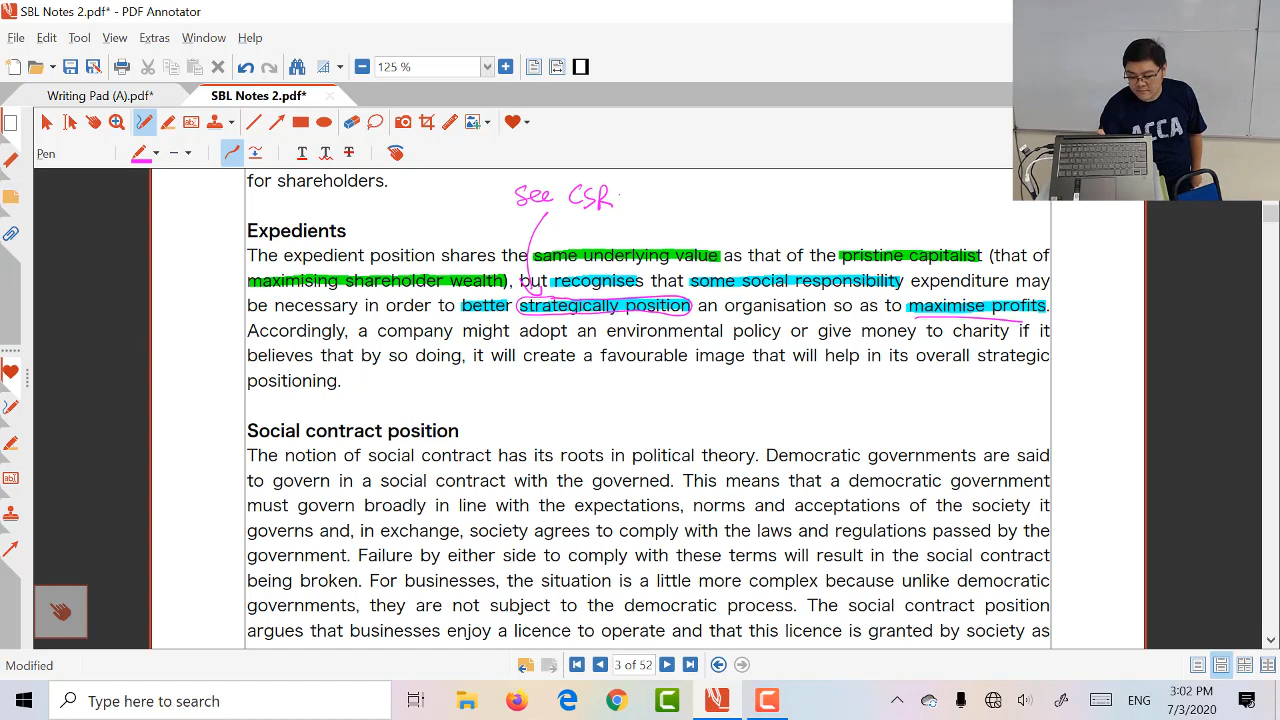 SBL Notes 2.pdf* - PDF Annotator
File Edit Tool View Extras Window Help
125 %
Writing Pad (A).pdf* SBL Notes 2.pdf*
ACCA
Pen
for shareholders.
See CSR
Expedients
The expedient position shares the same underlying value as that of the pristine capitalist (that of
maximising shareholder wealth), but recognises that some social responsibility expenditure may
be necessary in order to better strategically position an organisation so as to maximise profits.
Accordingly, a company might adopt an environmental policy or give money to charity if it
believes that by so doing, it will create a favourable image that will help in its overall strategic
positioning.
Social contract position
The notion of social contract has its roots in political theory. Democratic governments are said
to govern in a social contract with the governed. This means that a democratic government
must govern broadly in line with the expectations, norms and acceptations of the society it
governs and, in exchange, society agrees to comply with the laws and regulations passed by the
government. Failure by either side to comply with these terms will result in the social contract
being broken. For businesses, the situation is a little more complex because unlike democratic
governments, they are not subject to the democratic process. The social contract position
argues that businesses enjoy a licence to operate and that this licence is granted by society as
Modified
3 of 52
Type here to search
ENG
3:02 PM
7/3/2020